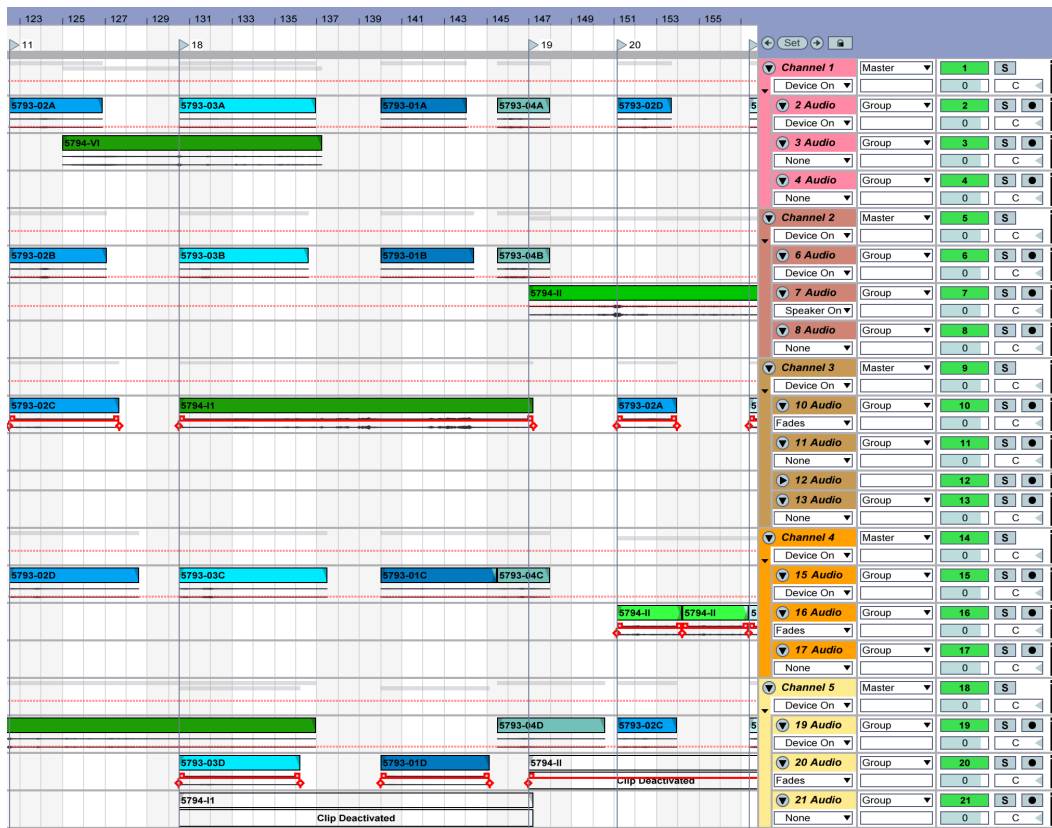 123 125 127 129 131 133 135 137 139 141 143 145 147 149 151 153 155
11 18 19 20 Set
Channel 1 Master 1 S
Device On 0 C
5793-02A 5793-03A 5793-01A 5793-04A 5793-02D 5 2 Audio Group 2 S
Device On 0 C
5794-VI 3 Audio Group 3 S
None 0 C
4 Audio Group 4 S
None 0 C
Channel 2 Master 5 S
Device On 0 C
5793-02B 5793-03B 5793-01B 5793-04B 6 Audio Group 6 S
Device On 0 C
5794-II 7 Audio Group 7 S
Speaker On 0 C
8 Audio Group 8 S
None 0 C
Channel 3 Master 9 S
Device On 0 C
5793-02C 5794-I1 5793-02A 5 10 Audio Group 10 S
Fades 0 C
11 Audio Group 11 S
None 0 C
12 Audio 12 S
13 Audio Group 13 S
None 0 C
Channel 4 Master 14 S
Device On 0 C
5793-02D 5793-03C 5793-01C 5793-04C 15 Audio Group 15 S
Device On 0 C
5794-II 5794-II 5 16 Audio Group 16 S
Fades 0 C
17 Audio Group 17 S
None 0 C
Channel 5 Master 18 S
Device On 0 C
5793-04D 5793-02C 5 19 Audio Group 19 S
Device On 0 C
5793-03D 5793-01D 5794-II 20 Audio Group 20 S
Clip Deactivated Fades 0 C
5794-I1 21 Audio Group 21 S
Clip Deactivated None 0 C